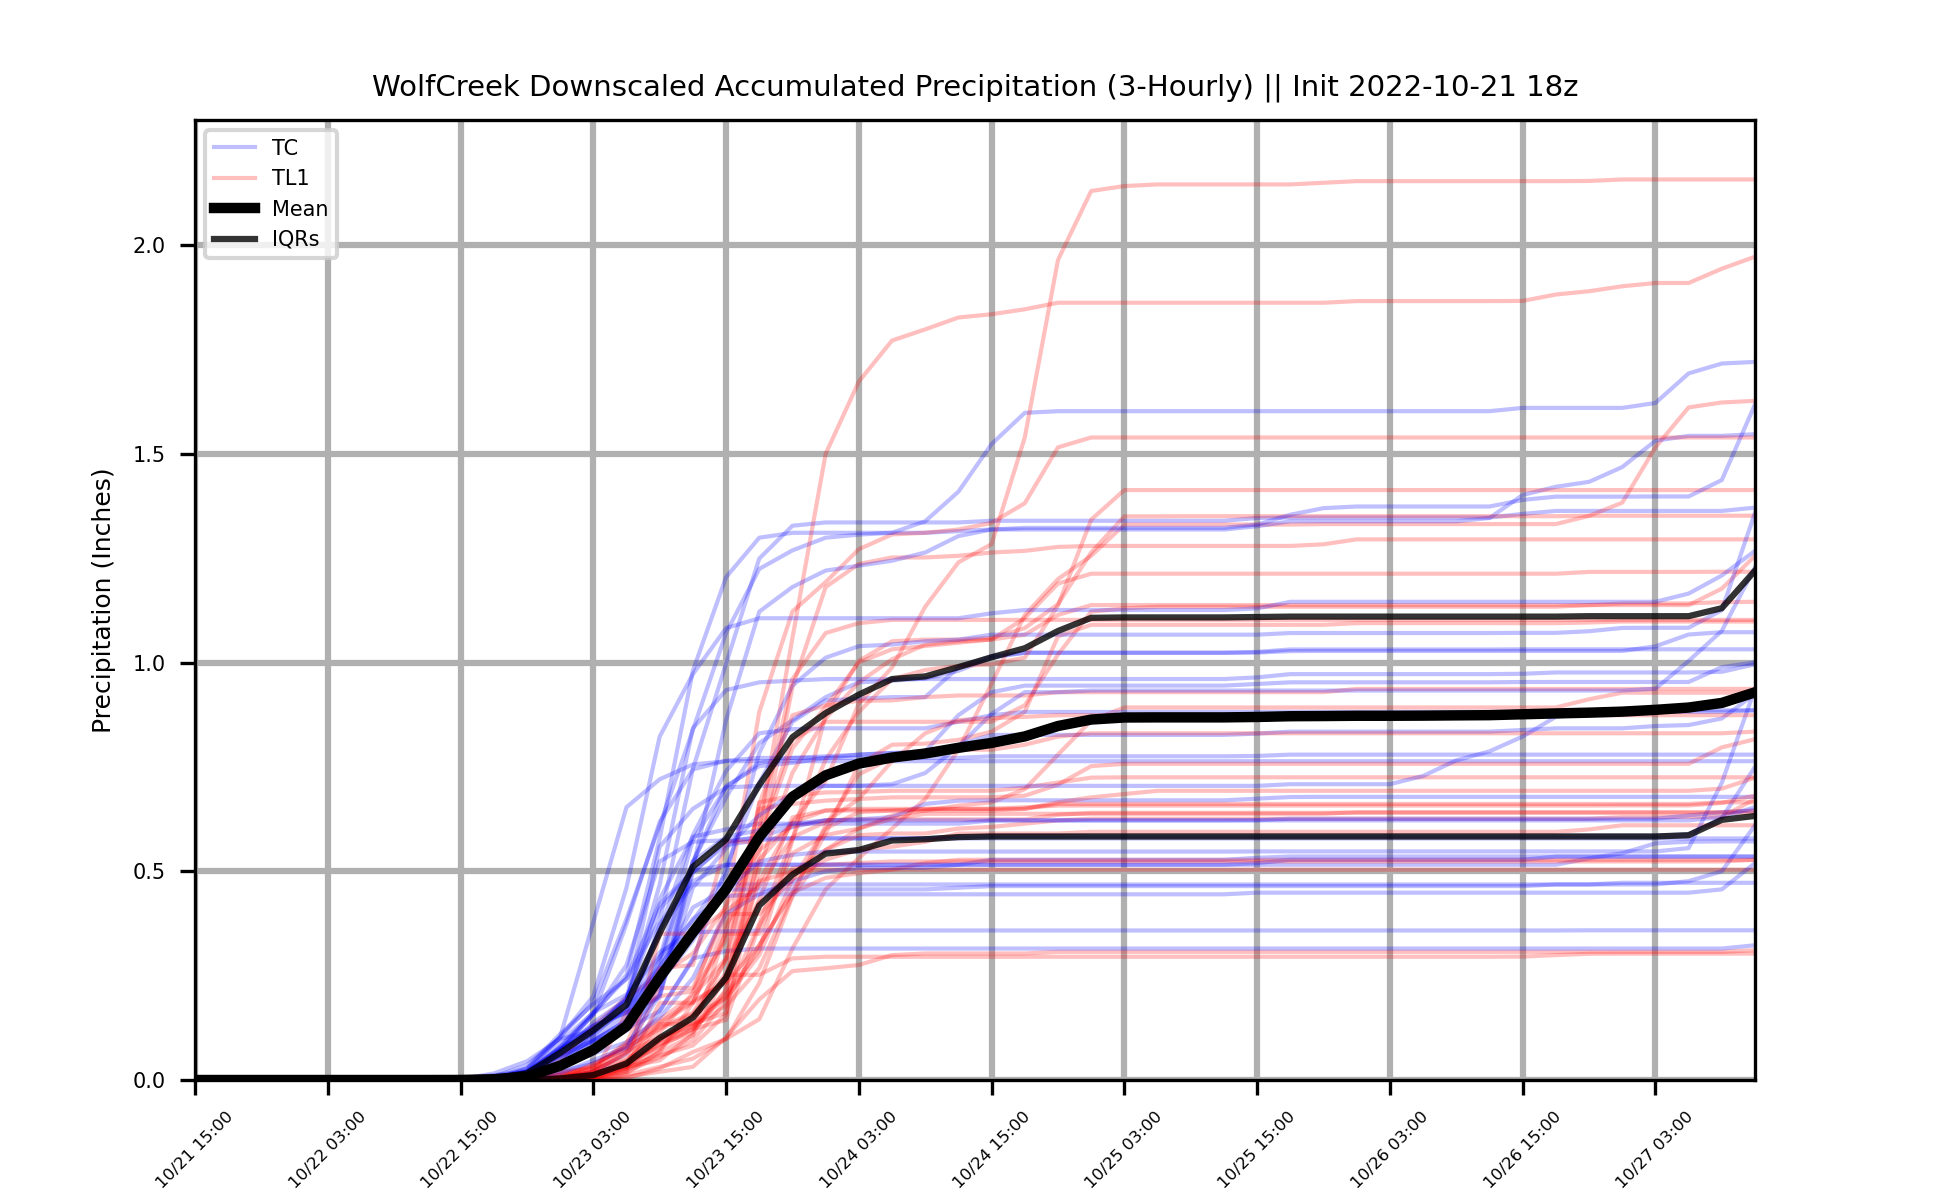 WolfCreek Downscaled Accumulated Precipitation (3-Hourly) || Init 2022-10-21 18z
TC
TL1
Mean
IQRs
Precipitation (Inches)
2.0
1.5
1.0
0.5
0.0
10/21 15:00
10/22 03:00
10/22 15:00
10/23 03:00
10/23 15:00
10/24 03:00
10/24 15:00
10/25 03:00
10/25 15:00
10/26 03:00
10/26 15:00
10/27 03:00